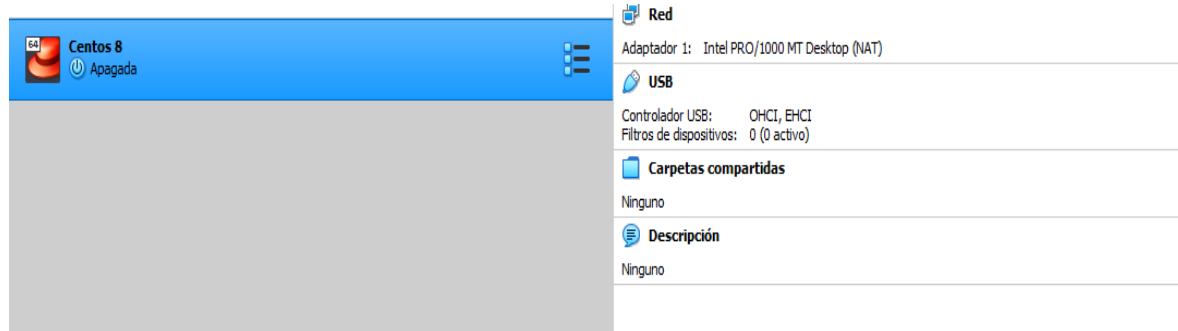 64
Centos 8
Apagada
Red
Adaptador 1: Intel PRO/1000 MT Desktop (NAT)
USB
Controlador USB: OHCI, EHCI
Filtros de dispositivos: 0 (0 activo)
Carpetas compartidas
Ninguno
Descripción
Ninguno